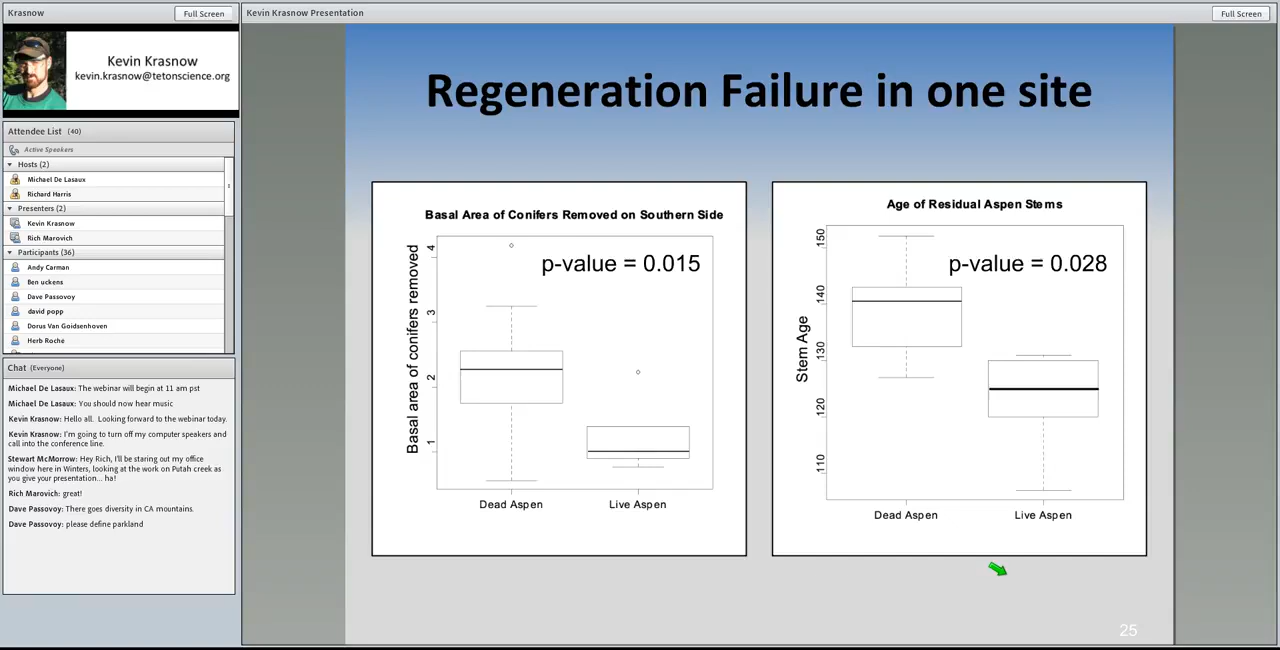 Krasnow
Full Screen
Kevin Krasnow Presentation
Full Screen
Kevin Krasnow
kevin.krasnow@tetonscience.org
Attendee List (40)
Active Speakers
Hosts (2)
Michael De Lasaux
Richard Harris
Presenters (2)
Kevin Krasnow
Rich Marovich
Participants (36)
Andy Carman
Ben uckens
Dave Passovoy
david popp
Dorus Van Goidsenhoven
Herb Roche
Chat (Everyone)
Michael De Lasaux: The webinar will begin at 11 am pst
Michael De Lasaux: You should now hear music
Kevin Krasnow: Hello all. Looking forward to the webinar today.
Kevin Krasnow: I'm going to turn off my computer speakers and
call into the conference line.
Stewart McMorrow: Hey Rich, I'll be staring out my office
window here in Winters, looking at the work on Putah creek as
you give your presentation... ha!
Rich Marovich: great!
Dave Passovoy: There goes diversity in CA mountains.
Dave Passovoy: please define parkland
Regeneration Failure in one site
Basal Area of Conifers Removed on Southern Side
p-value = 0.015
Basal area of conifers removed
4
3
2
1
Dead Aspen
Live Aspen
Age of Residual Aspen Stems
p-value = 0.028
Stem Age
150
140
130
120
110
Dead Aspen
Live Aspen
25